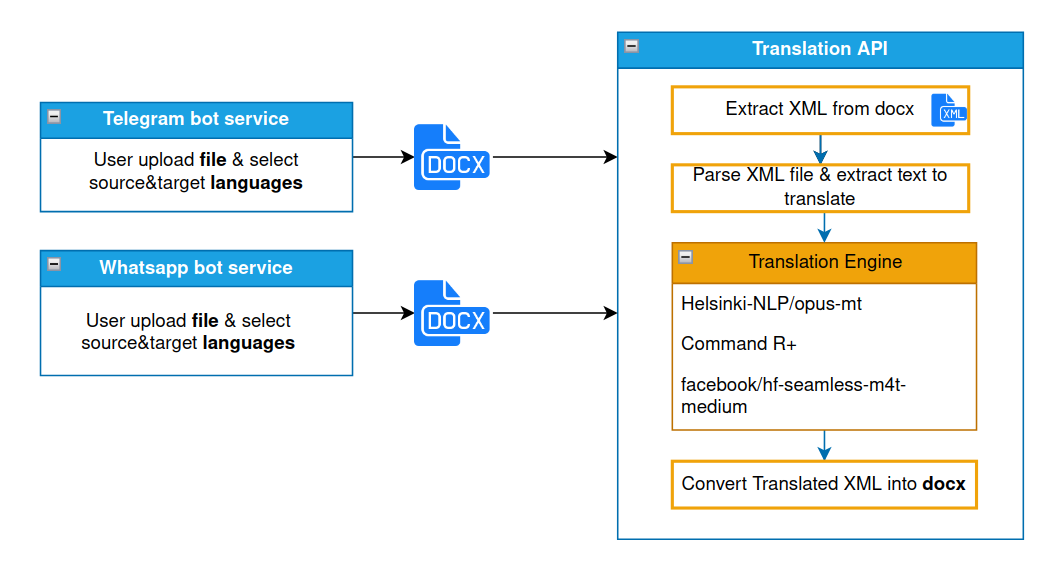 Telegram bot service
User upload file & select
source&target languages
DOCX
Whatsapp bot service
User upload file & select
source&target languages
DOCX
Translation API
Extract XML from docx
XML
Parse XML file & extract text to
translate
Translation Engine
Helsinki-NLP/opus-mt
Command R+
facebook/hf-seamless-m4t-
medium
Convert Translated XML into docx